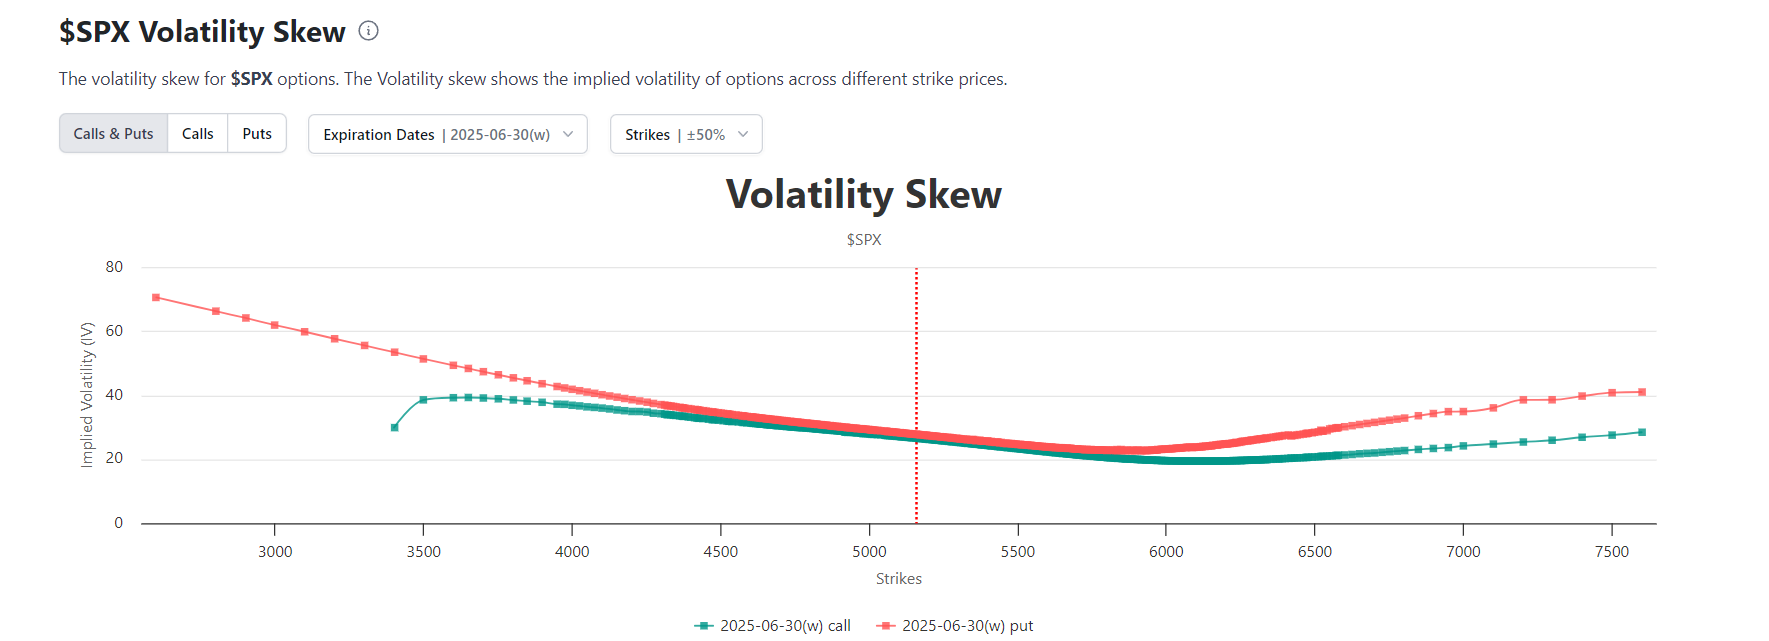 $SPX Volatility Skew
The volatility skew for $SPX options. The Volatility skew shows the implied volatility of options across different strike prices.
Calls & Puts Calls Puts Expiration Dates | 2025-06-30(w) Strikes | ±50%
Volatility Skew
$SPX
80
60
40
20
0
Implied Volatility (IV)
3000 3500 4000 4500 5000 5500 6000 6500 7000 7500
Strikes
2025-06-30(w) call 2025-06-30(w) put